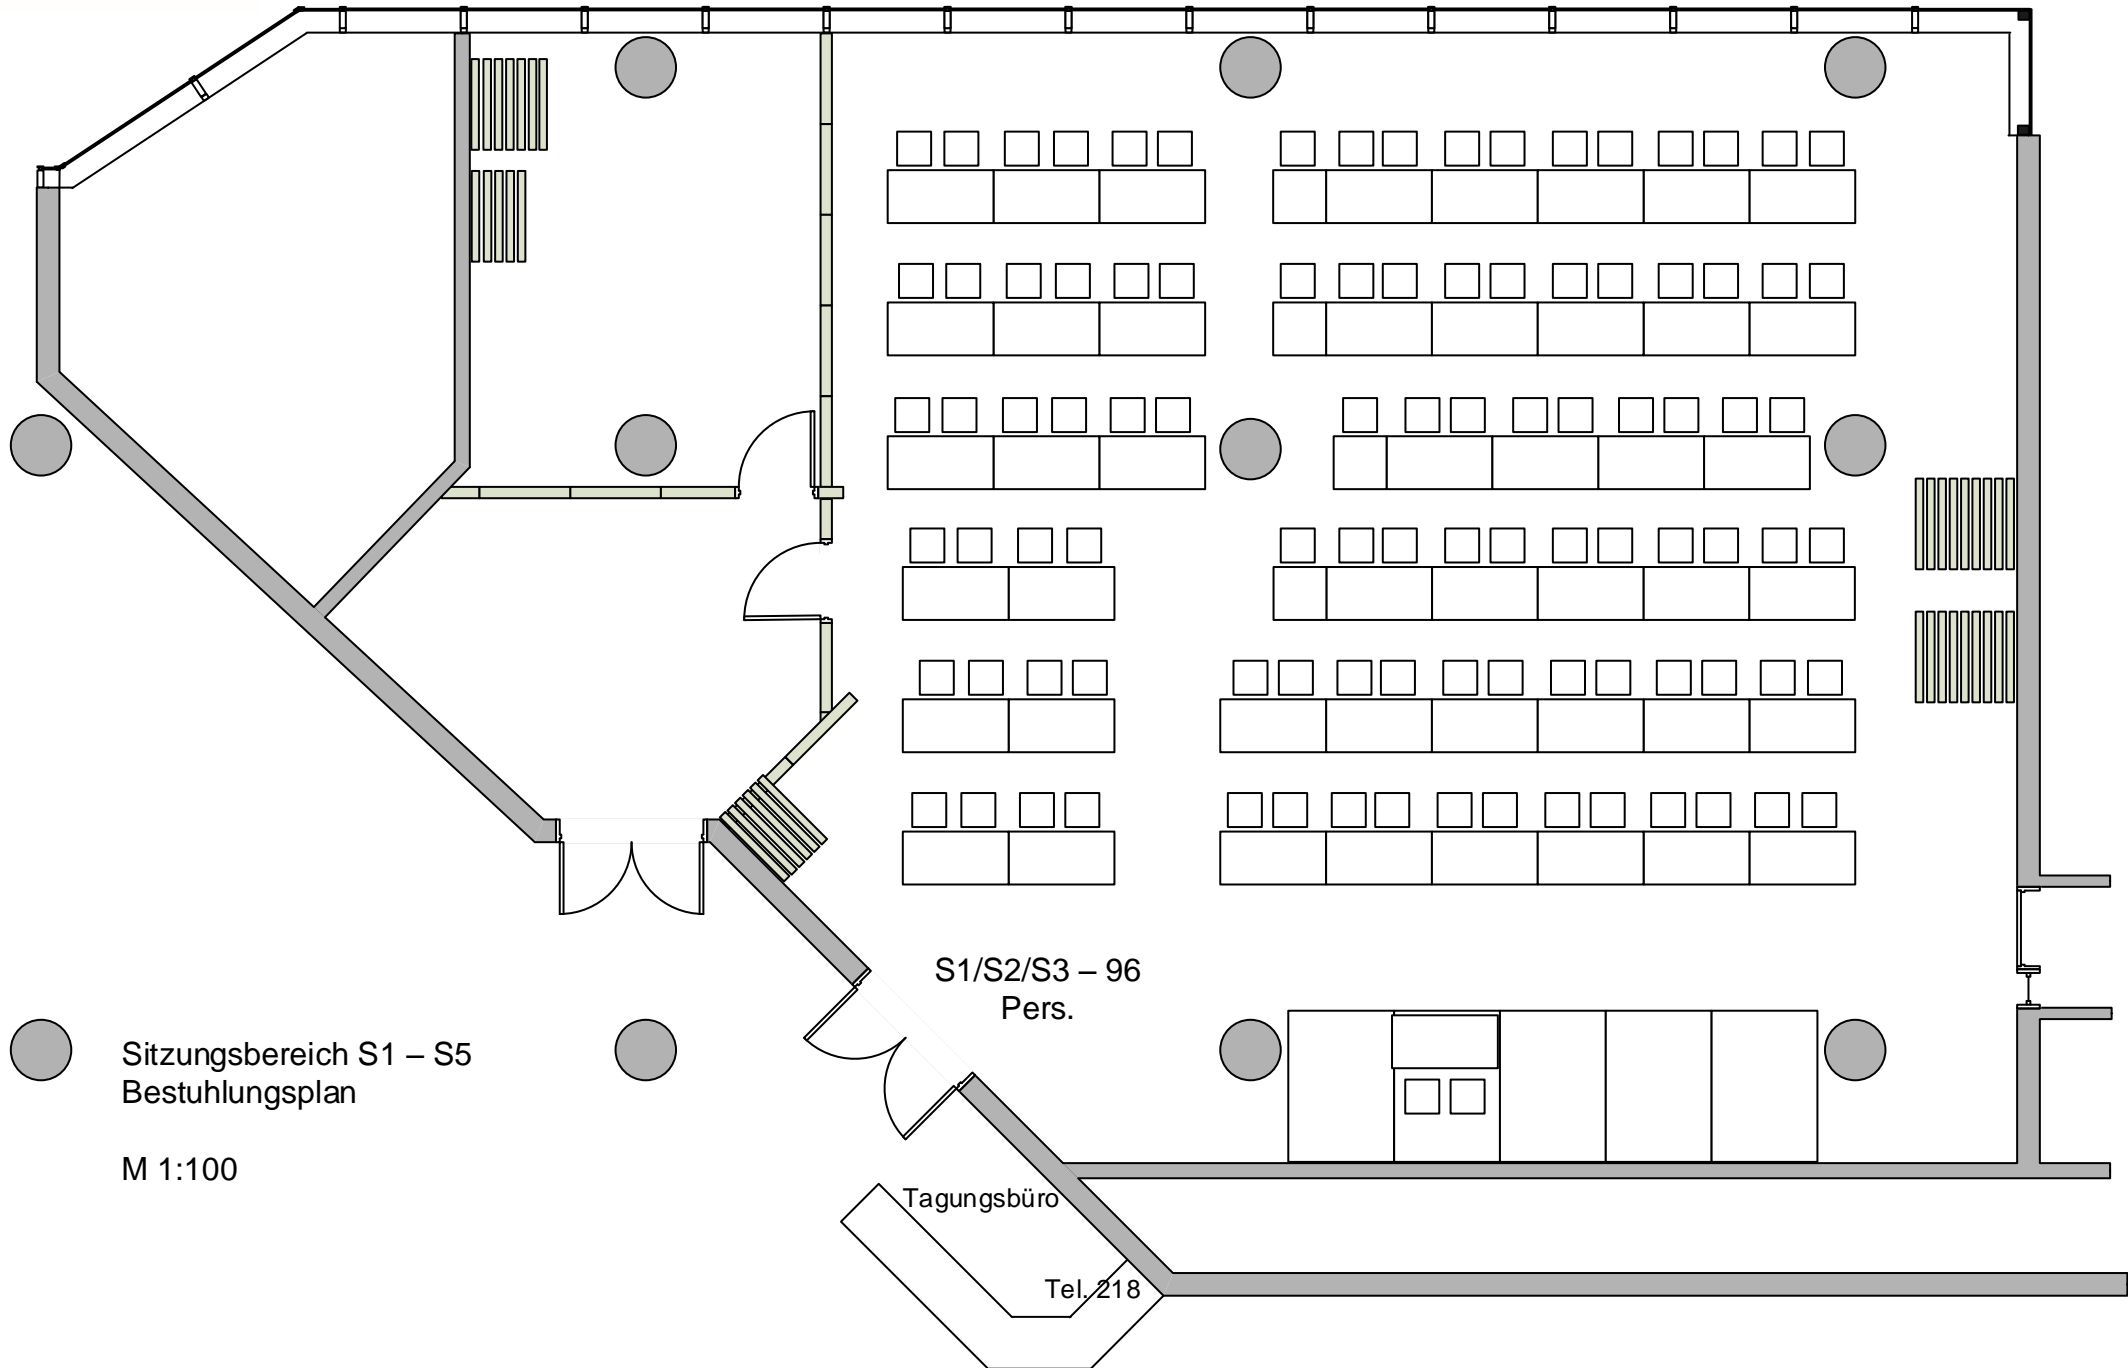 S1/S2/S3 – 96
Pers.
Sitzungsbereich S1 – S5
Bestuhlungsplan
M 1:100
Tagungsbüro
Tel. 218